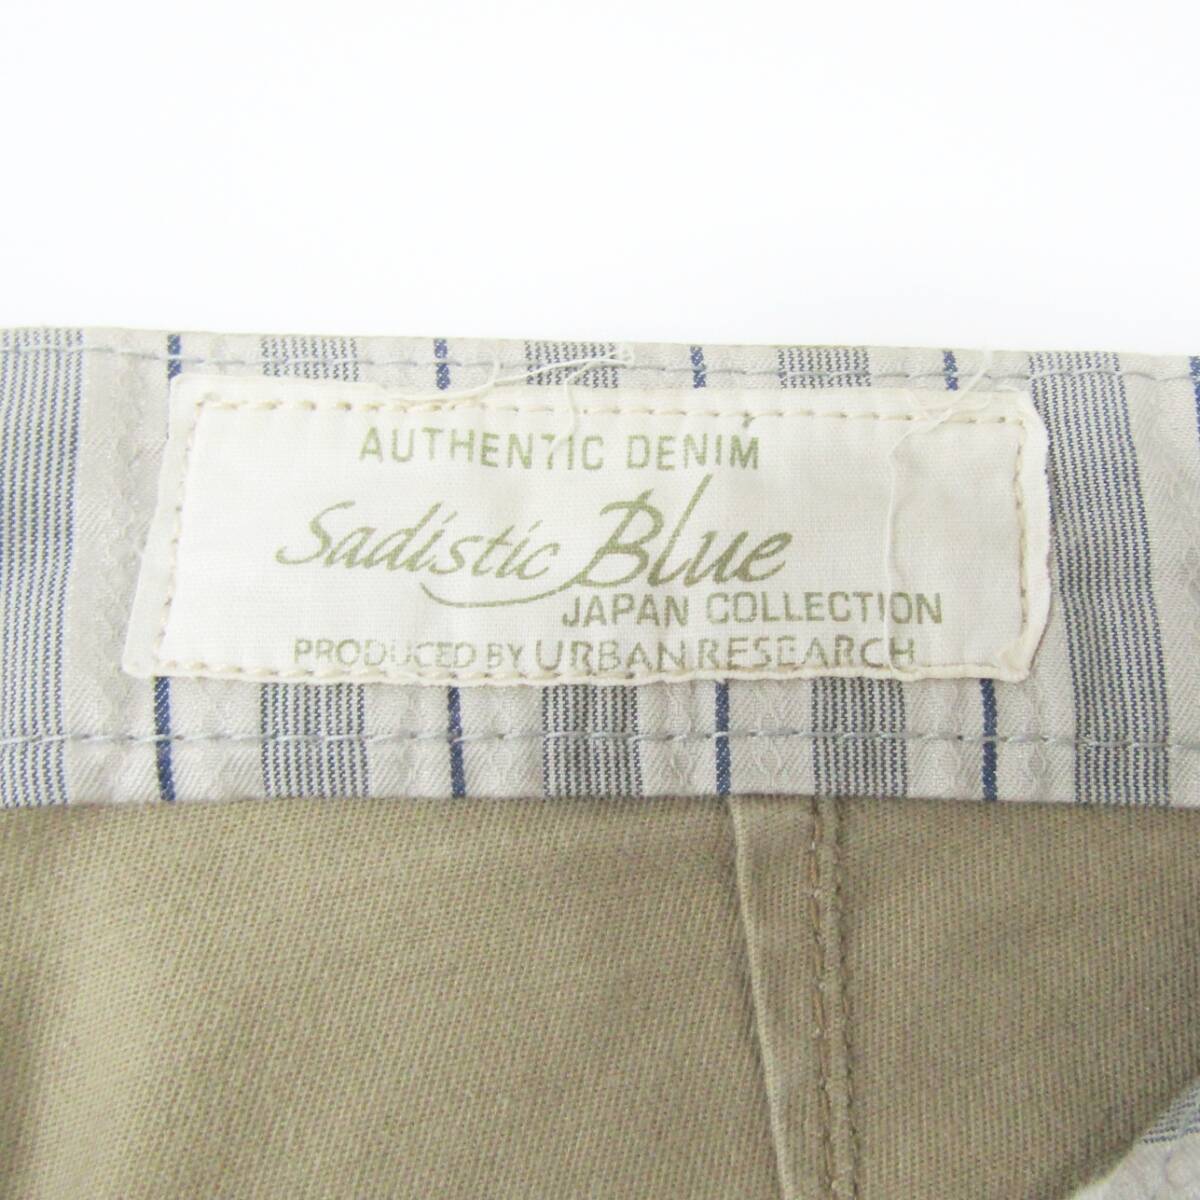 AUTHENTIC DENIM
Sadistic Blue
JAPAN COLLECTION
PRODUCED BY URBAN RESEARCH